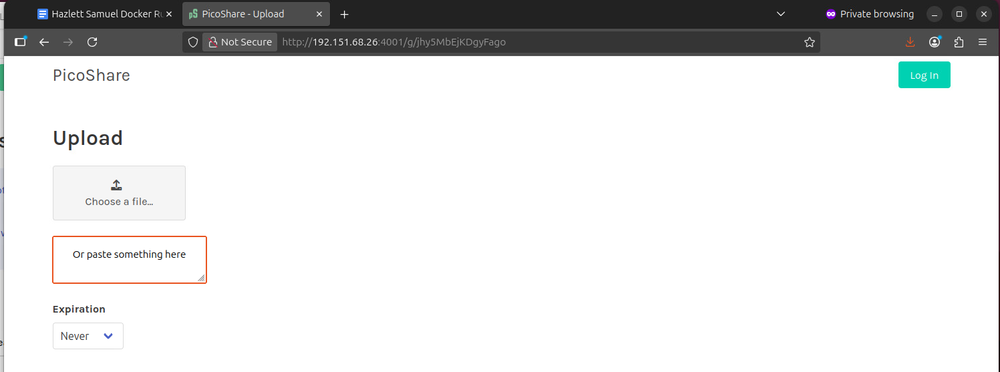 Hazlett Samuel Docker Ru
PicoShare - Upload
Private browsing
Not Secure
http://192.151.68.26:4001/g/jhy5MbEjKDgyFago
PicoShare
Log In
Upload
Choose a file...
Or paste something here
Expiration
Never